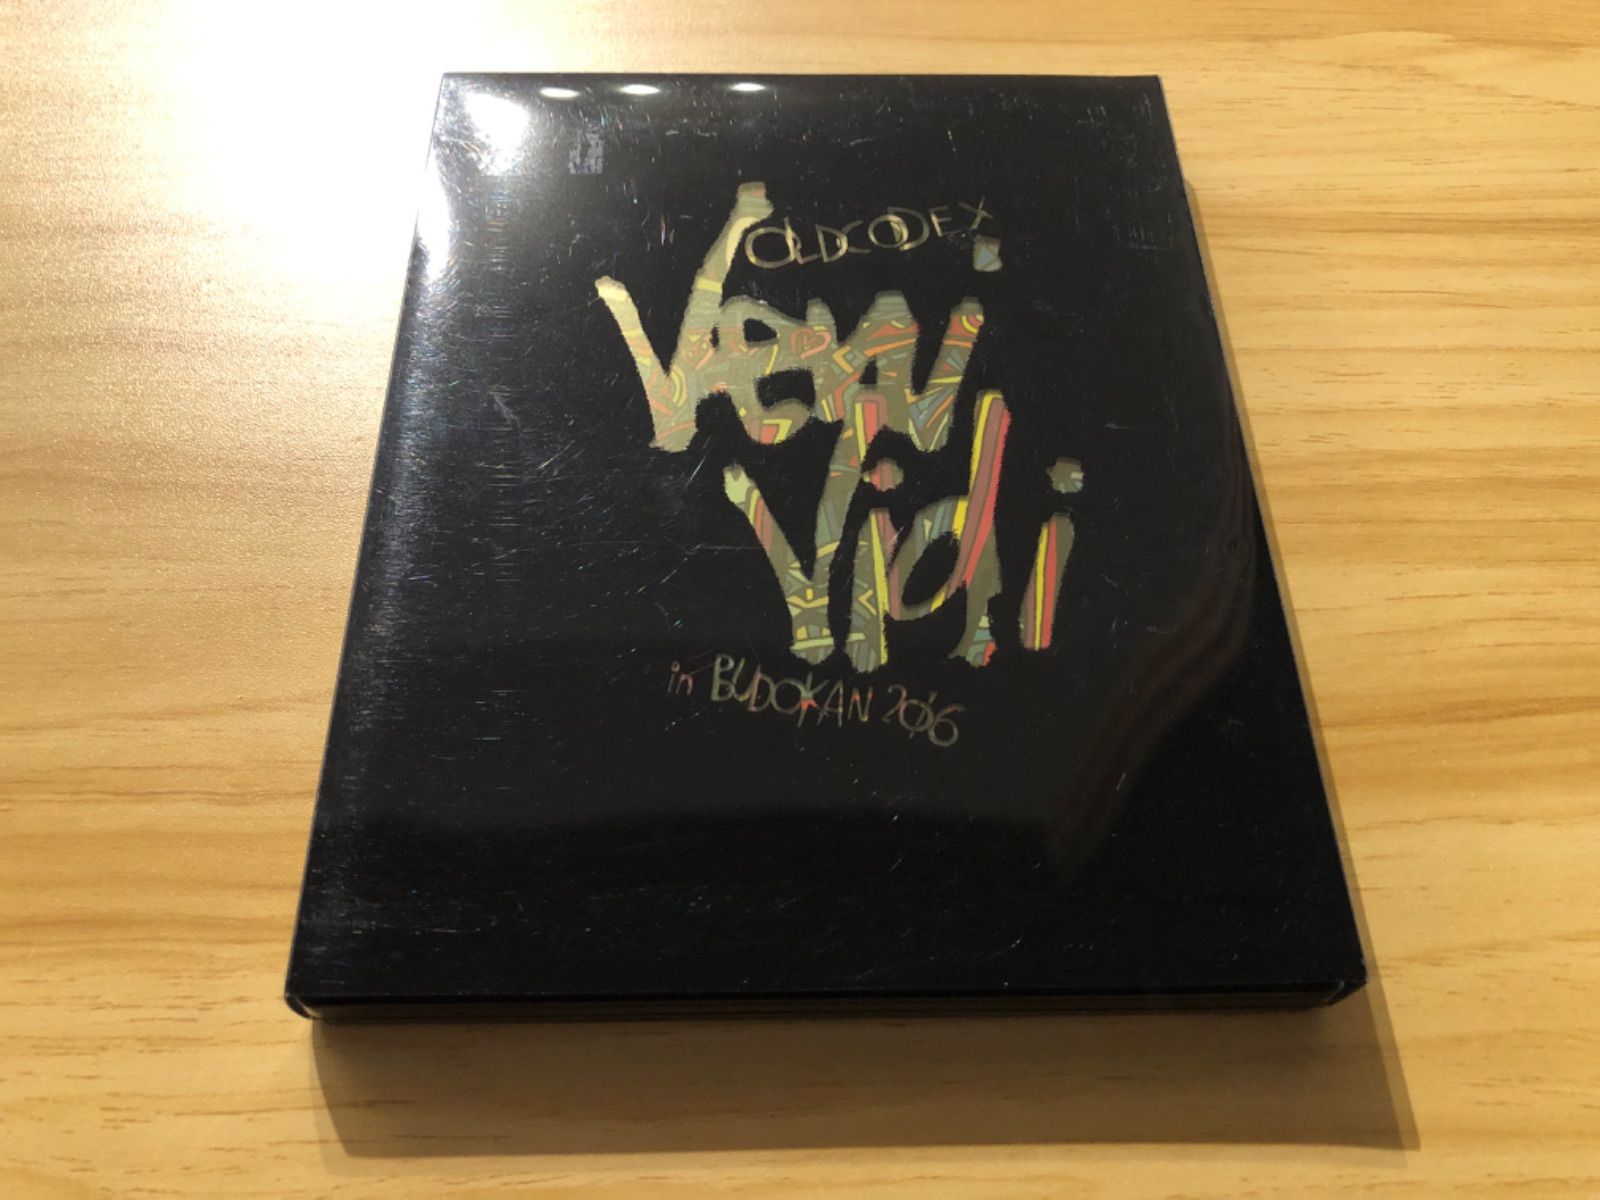 OLDCODEX
Veni
Vidi
in BUDOKAN 2016